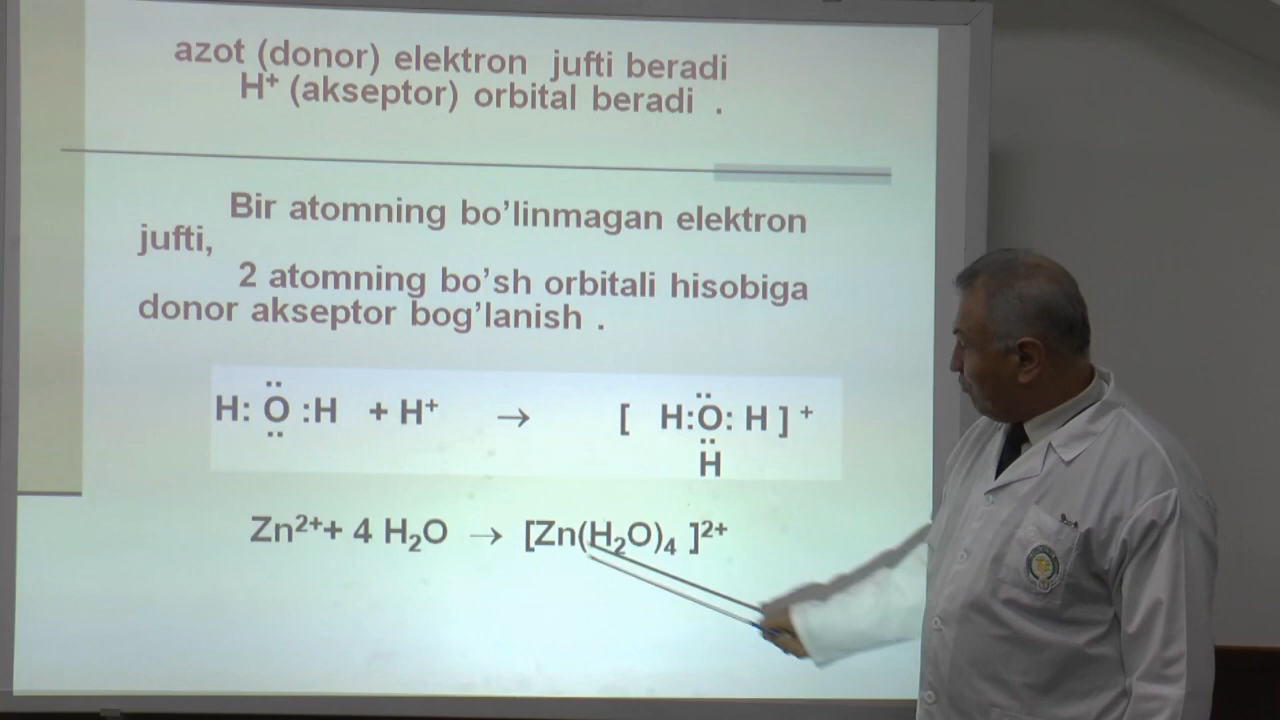 azot (donor) elektron jufti beradi
H⁺ (akseptor) orbital beradi .
Bir atomning bo’linmagan elektron
jufti,
2 atomning bo’sh orbitali hisobiga
donor akseptor bog’lanish .
H: Ö :H + H⁺ → [ H:Ö: H ] ⁺
H
Zn²⁺+ 4 H₂O → [Zn(H₂O)₄ ]²⁺